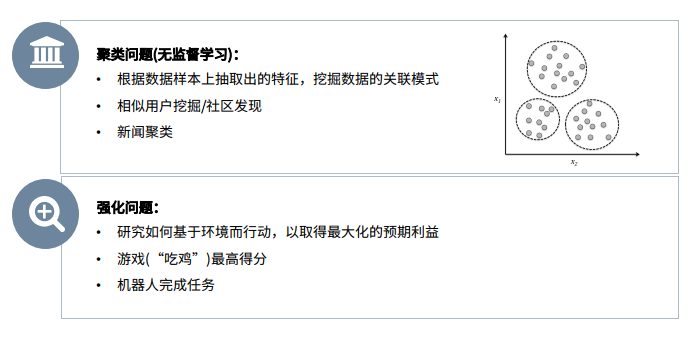 聚类问题(无监督学习)：
• 根据数据样本上抽取出的特征，挖掘数据的关联模式
• 相似用户挖掘/社区发现
• 新闻聚类
x1
x2
强化问题：
• 研究如何基于环境而行动，以取得最大化的预期利益
• 游戏(“吃鸡”)最高得分
• 机器人完成任务